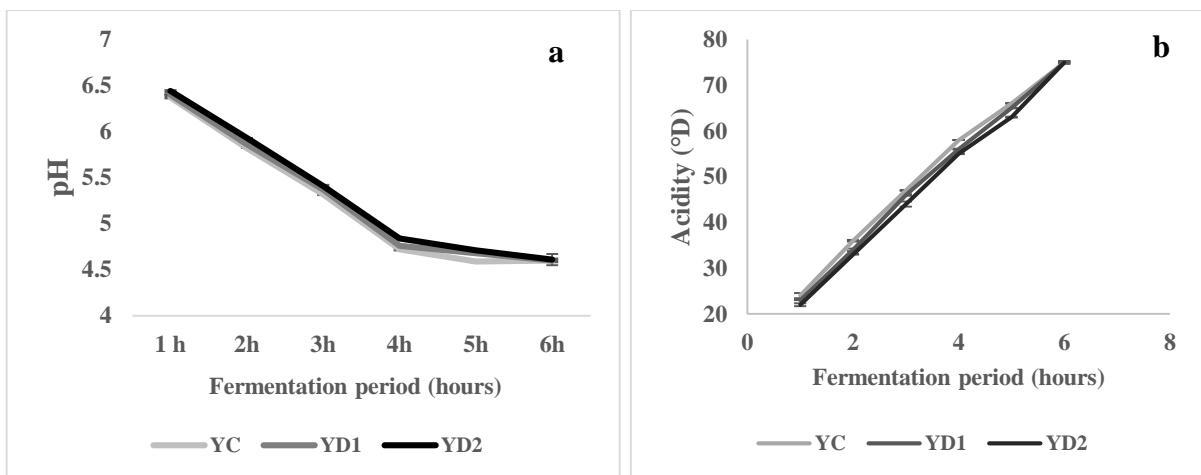 a
7
6.5
6
5.5
5
4.5
4
pH
1 h 2h 3h 4h 5h 6h
Fermentation period (hours)
YC YD1 YD2
b
80
70
60
50
40
30
20
Acidity (°D)
0 2 4 6 8
Fermentation period (hours)
YC YD1 YD2